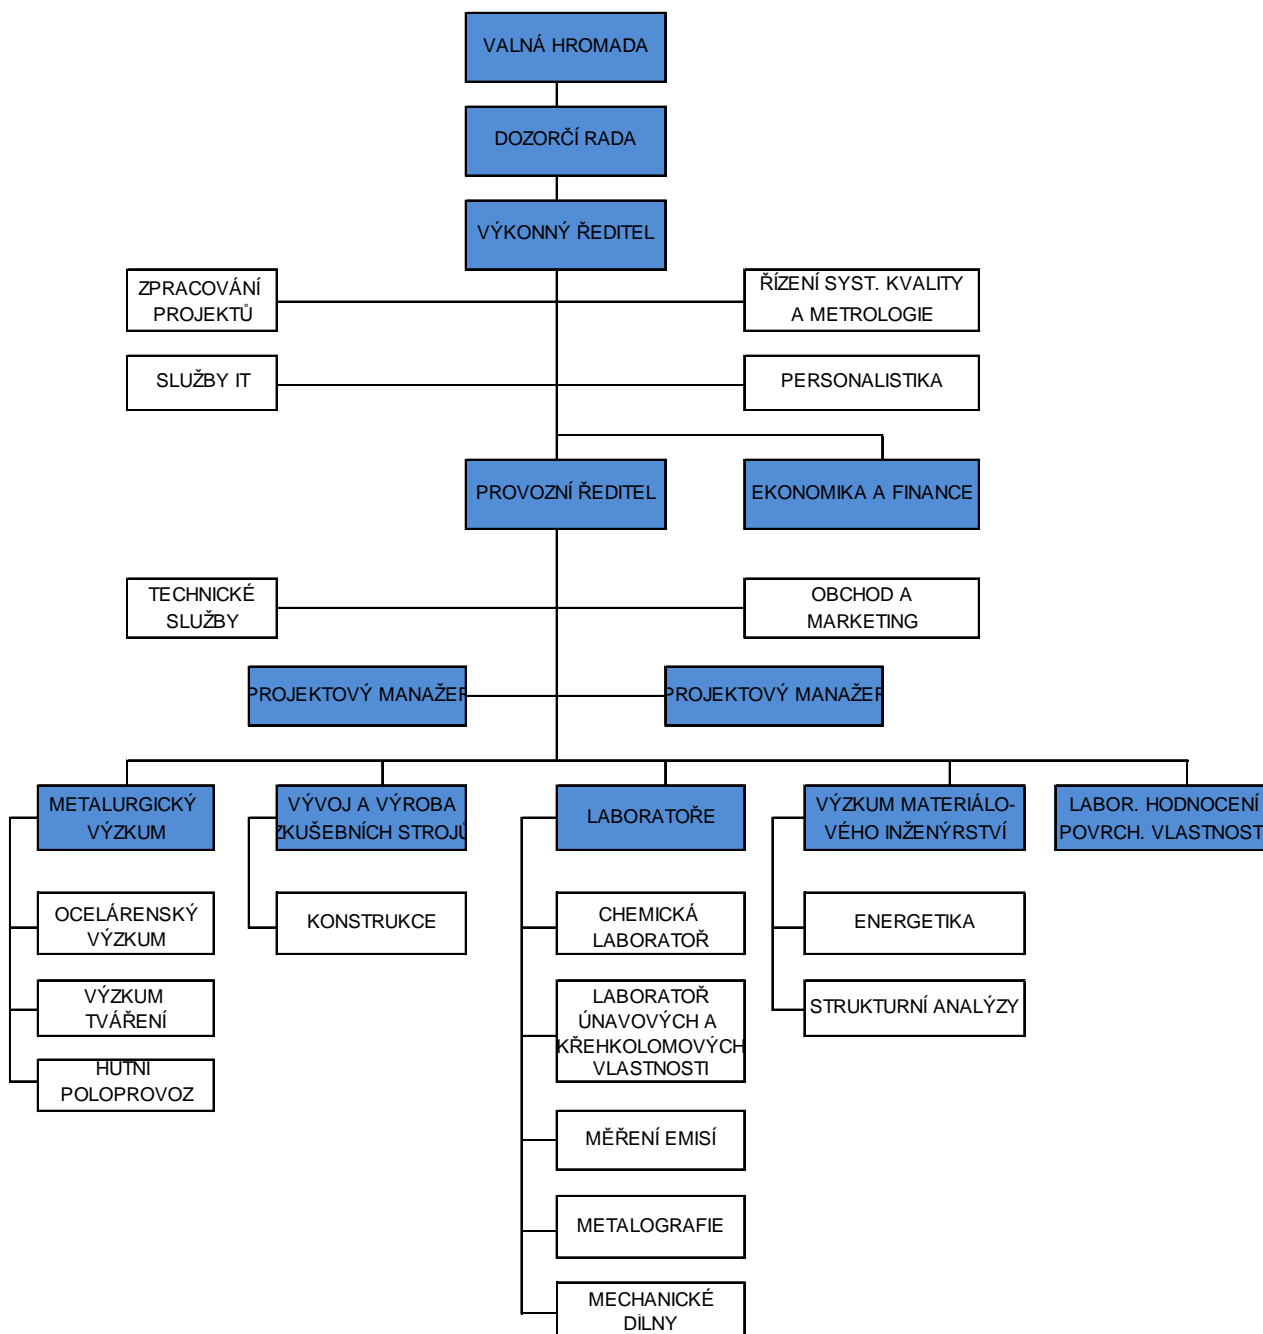 VALNÁ HROMADA
DOZORČÍ RADA
VÝKONNÝ ŘEDITEL
ZPRACOVÁNÍ
PROJEKTŮ
ŘÍZENÍ SYST. KVALITY
A METROLOGIE
SLUŽBY IT
PERSONALISTIKA
PROVOZNÍ ŘEDITEL
EKONOMIKA A FINANCE
TECHNICKÉ
SLUŽBY
OBCHOD A
MARKETING
PROJEKTOVÝ MANAŽER
PROJEKTOVÝ MANAŽER
METALURGICKÝ
VÝZKUM
VÝVOJ A VÝROBA
ZKUŠEBNÍCH STROJŮ
LABORATOŘE
VÝZKUM MATERIÁLO-
VÉHO INŽENÝRSTVÍ
LABOR. HODNOCENÍ
POVRCH. VLASTNOSTÍ
OCELÁRENSKÝ
VÝZKUM
VÝZKUM
TVÁŘENÍ
HUTNI
POLOPROVOZ
KONSTRUKCE
CHEMICKÁ
LABORATOŘ
LABORATOŘ
ÚNAVOVÝCH A
KŘEHKOLOMOVÝCH
VLASTNOSTI
MĚŘENÍ EMISÍ
METALOGRAFIE
MECHANICKÉ
DÍLNY
ENERGETIKA
STRUKTURNÍ ANALÝZY